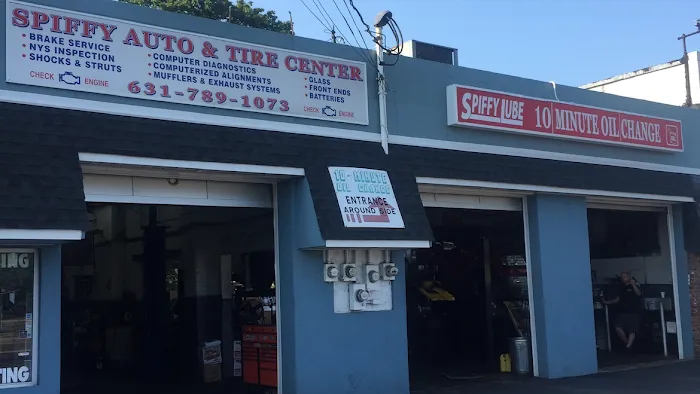 SPIFFY AUTO & TIRE CENTER
• BRAKE SERVICE
• NYS INSPECTION
• SHOCKS & STRUTS
• COMPUTER DIAGNOSTICS
• COMPUTERIZED ALIGNMENTS
• MUFFLERS & EXHAUST SYSTEMS
• GLASS
• FRONT ENDS
• BATTERIES
CHECK ENGINE
631-789-1073
CHECK ENGINE
SPIFFY LUBE 10 MINUTE OIL CHANGE
10-MINUTE
OIL CHANGE
ENTRANCE
AROUND SIDE
ING
TING